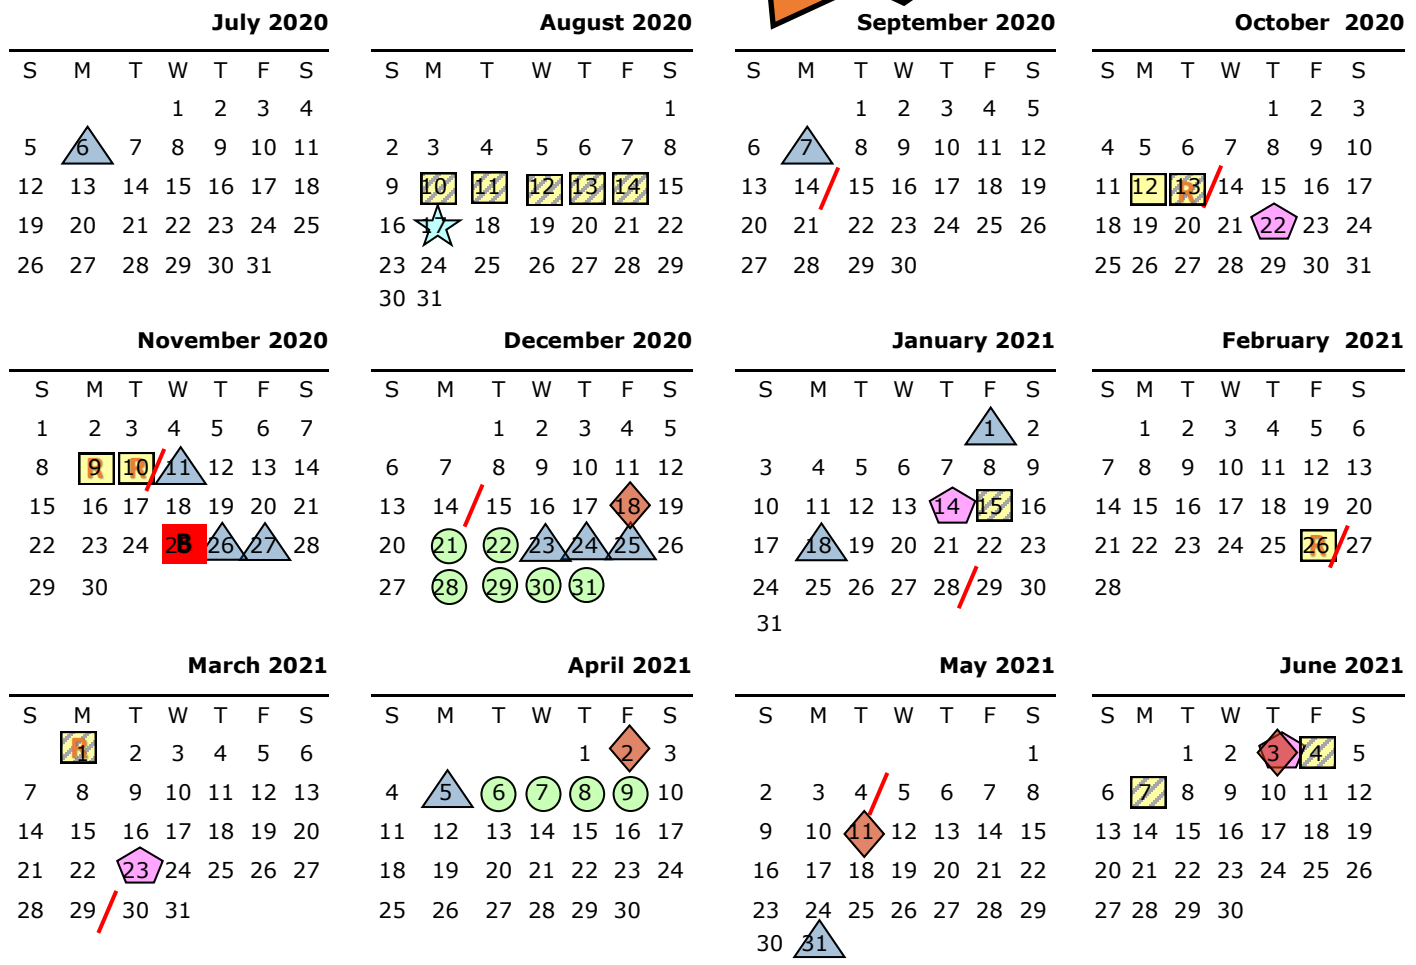 July 2020
S M T W T F S
1 2 3 4
5 6 7 8 9 10 11
12 13 14 15 16 17 18
19 20 21 22 23 24 25
26 27 28 29 30 31
August 2020
S M T W T F S
1
2 3 4 5 6 7 8
9 10 11 12 13 14 15
16 17 18 19 20 21 22
23 24 25 26 27 28 29
30 31
September 2020
S M T W T F S
1 2 3 4 5
6 7 8 9 10 11 12
13 14 15 16 17 18 19
20 21 22 23 24 25 26
27 28 29 30
October 2020
S M T W T F S
1 2 3
4 5 6 7 8 9 10
11 12 R 13 14 15 16 17
18 19 20 21 22 23 24
25 26 27 28 29 30 31
November 2020
S M T W T F S
1 2 3 4 5 6 7
8 R 9 R 10 11 12 13 14
15 16 17 18 19 20 21
22 23 24 2 B 26 27 28
29 30
December 2020
S M T W T F S
1 2 3 4 5
6 7 8 9 10 11 12
13 14 15 16 17 18 19
20 21 22 23 24 25 26
27 28 29 30 31
January 2021
S M T W T F S
1 2
3 4 5 6 7 8 9
10 11 12 13 14 15 16
17 18 19 20 21 22 23
24 25 26 27 28 29 30
31
February 2021
S M T W T F S
1 2 3 4 5 6
7 8 9 10 11 12 13
14 15 16 17 18 19 20
21 22 23 24 25 R 26 27
28
March 2021
S M T W T F S
R 1 2 3 4 5 6
7 8 9 10 11 12 13
14 15 16 17 18 19 20
21 22 23 24 25 26 27
28 29 30 31
April 2021
S M T W T F S
1 2 3
4 5 6 7 8 9 10
11 12 13 14 15 16 17
18 19 20 21 22 23 24
25 26 27 28 29 30
May 2021
S M T W T F S
1
2 3 4 5 6 7 8
9 10 11 12 13 14 15
16 17 18 19 20 21 22
23 24 25 26 27 28 29
30 31
June 2021
S M T W T F S
1 2 3 4 5
6 7 8 9 10 11 12
13 14 15 16 17 18 19
20 21 22 23 24 25 26
27 28 29 30